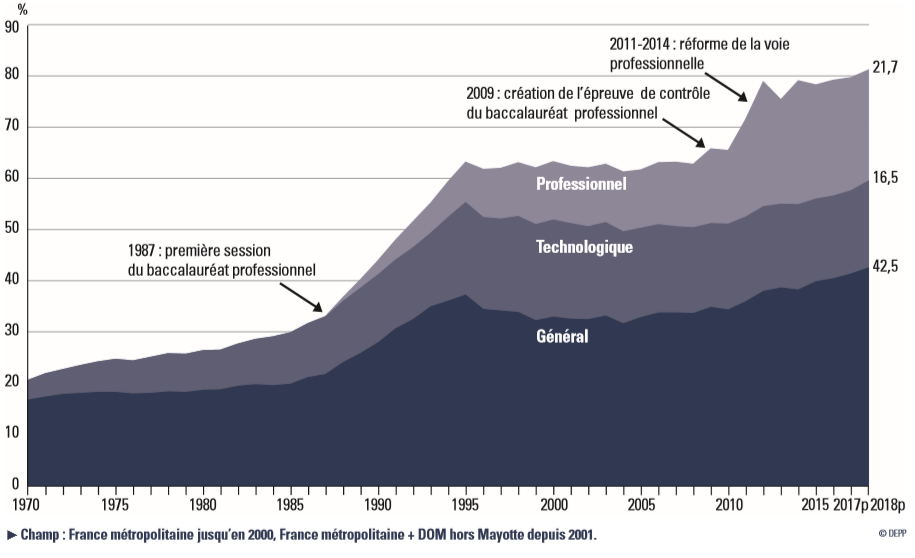 %
90
80
70
60
50
40
30
20
10
0
2011-2014 : réforme de la voie
professionnelle
2009 : création de l'épreuve de contrôle
du baccalauréat professionnel
1987 : première session
du baccalauréat professionnel
Professionnel
Technologique
Général
21,7
16,5
42,5
1970 1975 1980 1985 1990 1995 2000 2005 2010 2015 2017p 2018p
► Champ : France métropolitaine jusqu'en 2000, France métropolitaine + DOM hors Mayotte depuis 2001.
© DEPP